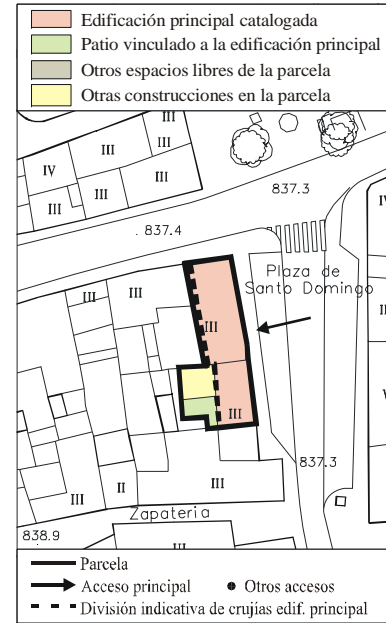 Edificación principal catalogada
Patio vinculado a la edificación principal
Otros espacios libres de la parcela
Otras construcciones en la parcela
III
III
IV
III
III
III
III
837.3
837.4
IV
Plaza de
Santo Domingo
III
III
III
III
837.3
III
II
III
Zapateria
838.9
III
Parcela
Acceso principal
Otros accesos
División indicativa de crujías edif. principal